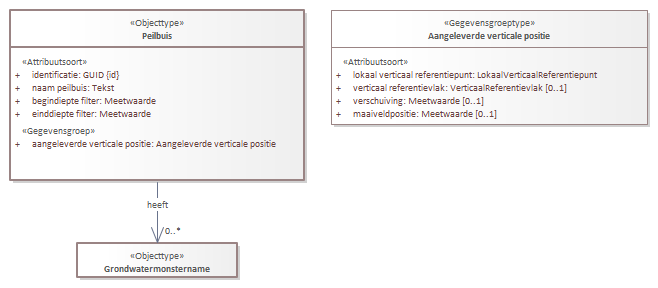 «Objecttype»
Peilbuis
«Attribuutsoort»
+ identificatie: GUID {id}
+ naam peilbuis: Tekst
+ begindiepte filter: Meetwaarde
+ einddiepte filter: Meetwaarde
«Gegevensgroep»
+ aangeleverde verticale positie: Aangeleverde verticale positie
«Gegevensgroeptype»
Aangeleverde verticale positie
«Attribuutsoort»
+ lokaal verticaal referentiepunt: LokaalVerticaalReferentiepunt
+ verticaal referentievlak: VerticaalReferentievlak [0..1]
+ verschuiving: Meetwaarde [0..1]
+ maaiveldpositie: Meetwaarde [0..1]
heeft
0..*
«Objecttype»
Grondwatermonstername